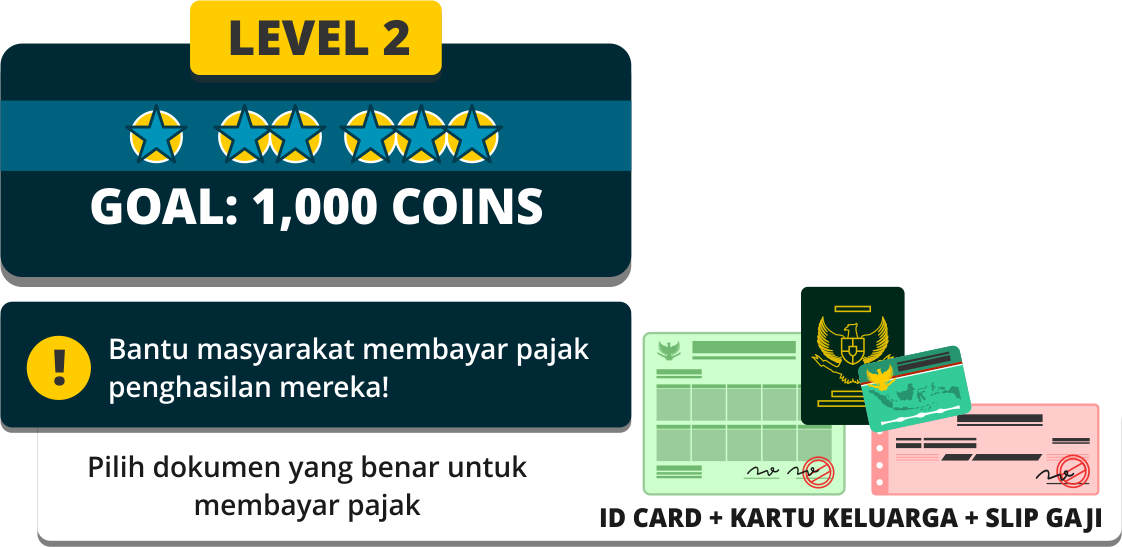 LEVEL 2
GOAL: 1,000 COINS
! Bantu masyarakat membayar pajak
penghasilan mereka!
Pilih dokumen yang benar untuk
membayar pajak
ID CARD + KARTU KELUARGA + SLIP GAJI